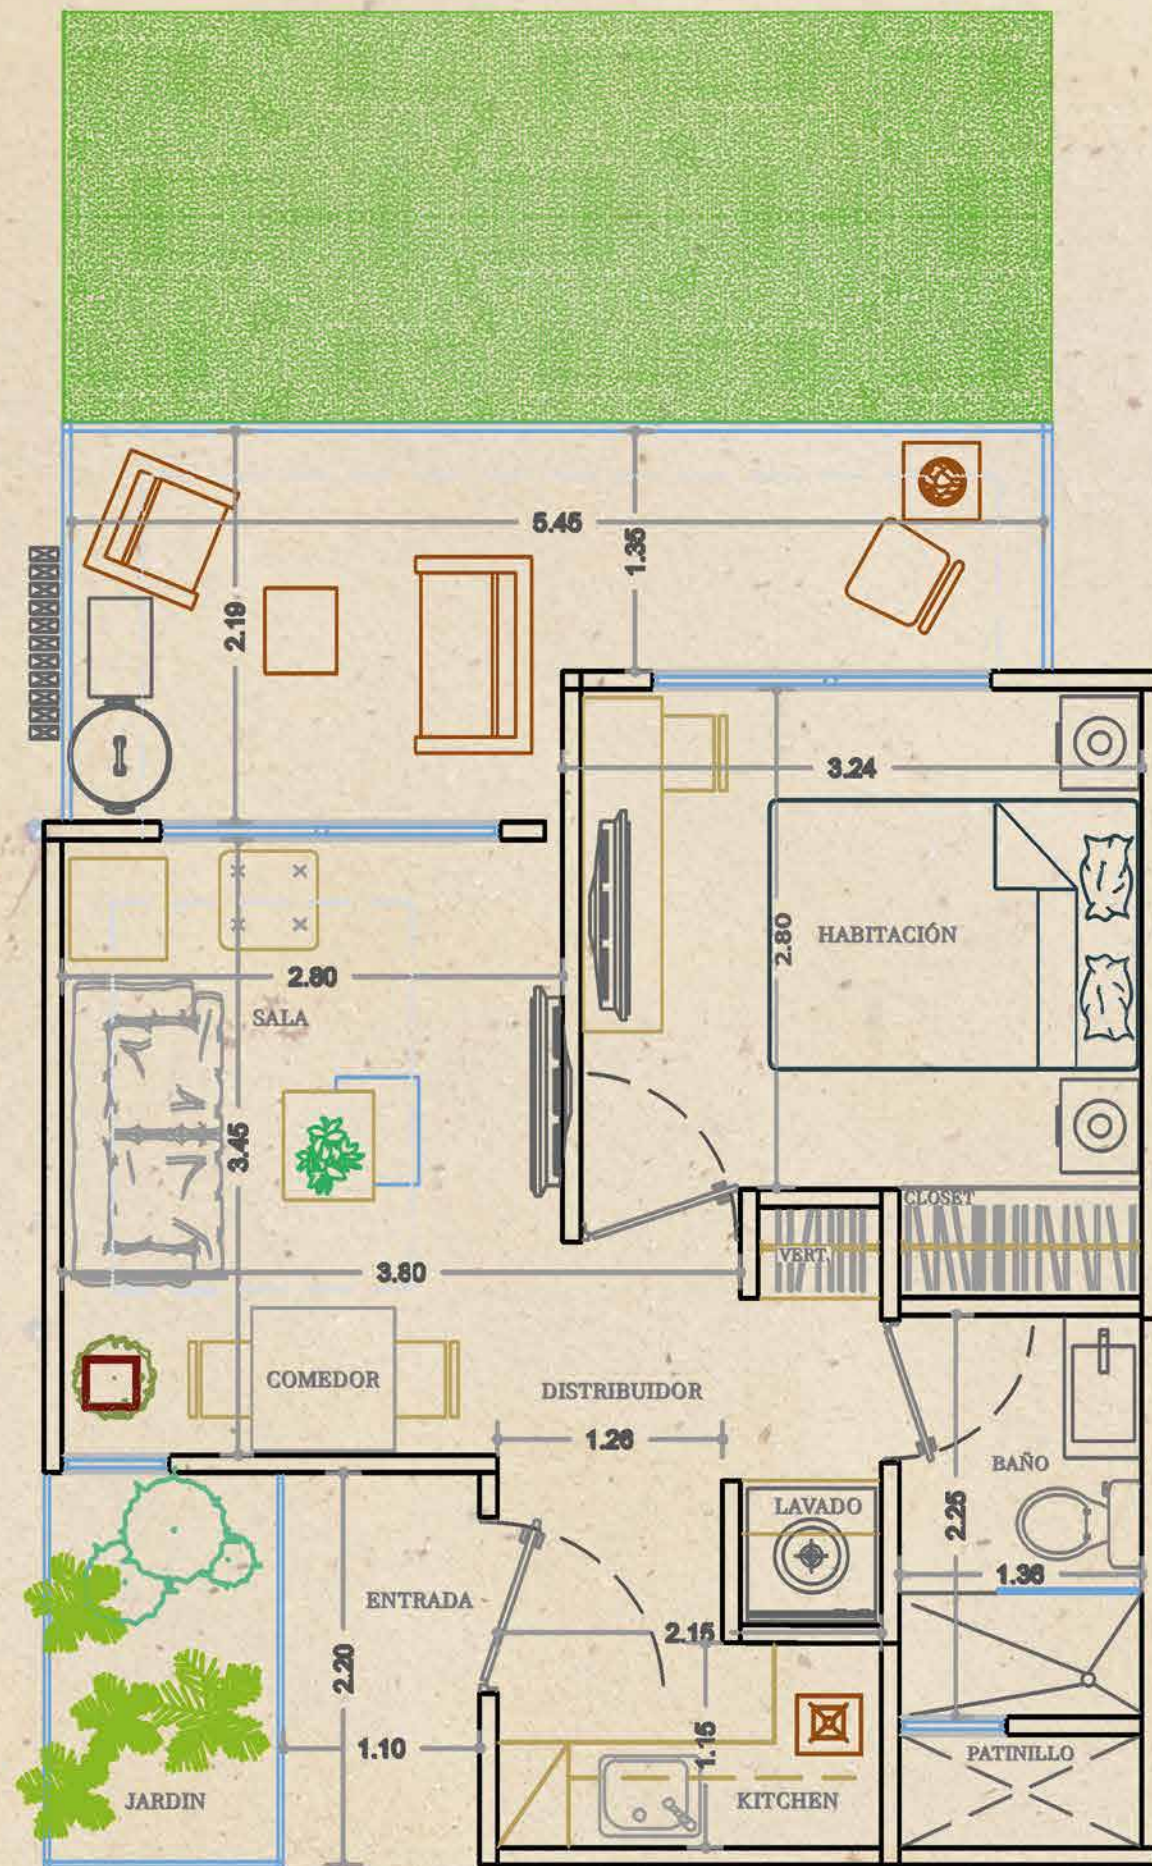 5.45
1.35
2.19
3.24
2.80
HABITACIÓN
2.80
SALA
3.45
CLOSET
VERT.
3.80
COMEDOR
DISTRIBUIDOR
1.26
BAÑO
LAVADO
2.25
1.36
ENTRADA
2.15
2.20
1.15
1.10
PATINILLO
JARDIN
KITCHEN